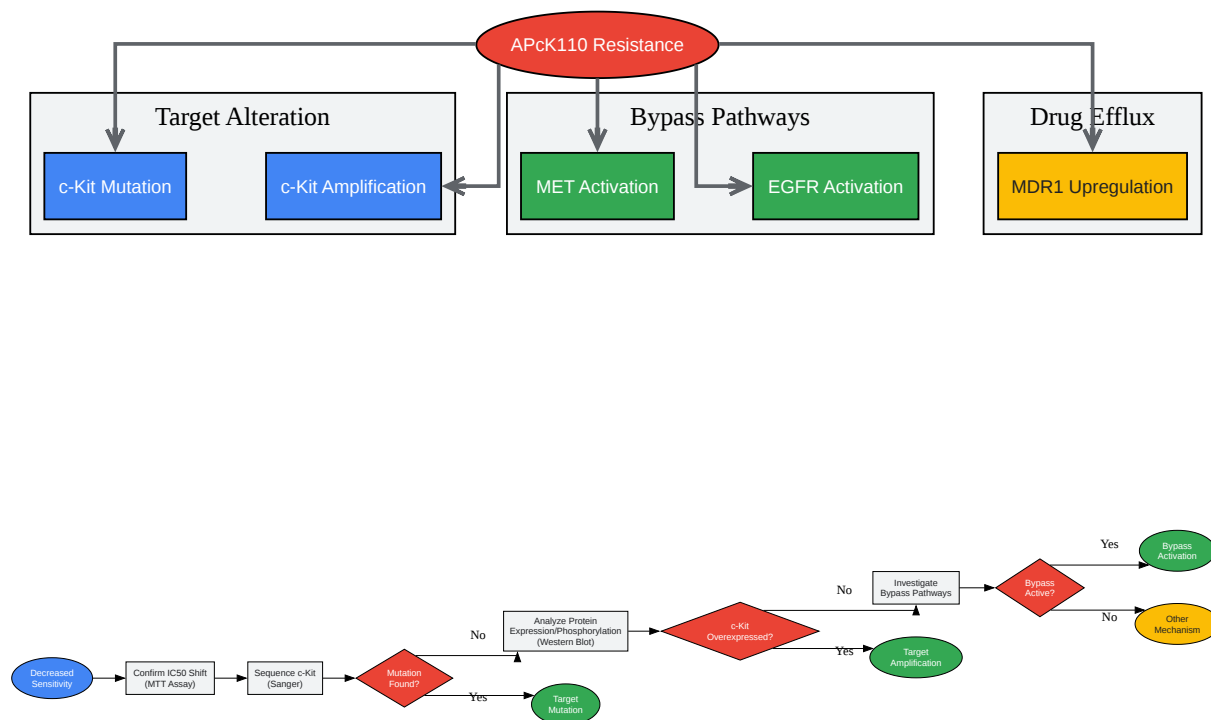 APcK110 Resistance
Target Alteration
Bypass Pathways
Drug Efflux
c-Kit Mutation
c-Kit Amplification
MET Activation
EGFR Activation
MDR1 Upregulation
Decreased
Sensitivity
Confirm IC50 Shift
(MTT Assay)
Sequence c-Kit
(Sanger)
Mutation
Found?
No
Yes
Target
Mutation
Analyze Protein
Expression/Phosphorylation
(Western Blot)
c-Kit
Overexpressed?
No
Yes
Target
Amplification
Investigate
Bypass Pathways
Bypass
Active?
Yes
No
Bypass
Activation
Other
Mechanism